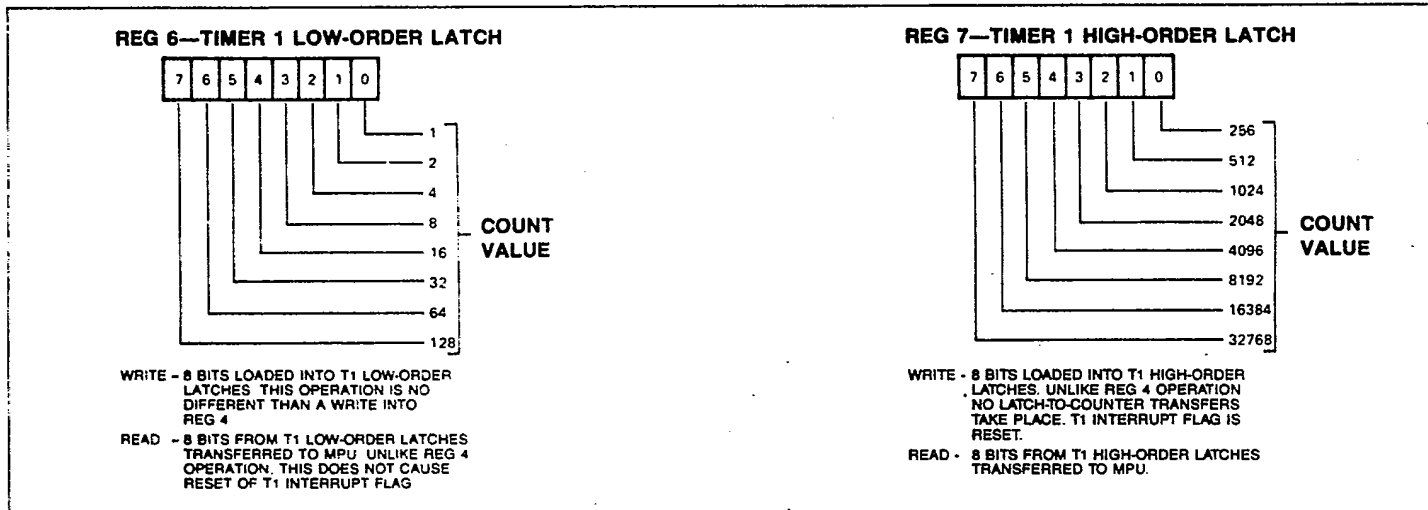 REG 6—TIMER 1 LOW-ORDER LATCH
7 6 5 4 3 2 1 0
1
2
4
8
16
32
64
128
COUNT
VALUE
WRITE - 8 BITS LOADED INTO T1 LOW-ORDER
LATCHES THIS OPERATION IS NO
DIFFERENT THAN A WRITE INTO
REG 4
READ - 8 BITS FROM T1 LOW-ORDER LATCHES
TRANSFERRED TO MPU UNLIKE REG 4
OPERATION, THIS DOES NOT CAUSE
RESET OF T1 INTERRUPT FLAG
REG 7—TIMER 1 HIGH-ORDER LATCH
7 6 5 4 3 2 1 0
256
512
1024
2048
4096
8192
16384
32768
COUNT
VALUE
WRITE - 8 BITS LOADED INTO T1 HIGH-ORDER
LATCHES. UNLIKE REG 4 OPERATION
NO LATCH-TO-COUNTER TRANSFERS
TAKE PLACE. T1 INTERRUPT FLAG IS
RESET.
READ - 8 BITS FROM T1 HIGH-ORDER LATCHES
TRANSFERRED TO MPU.